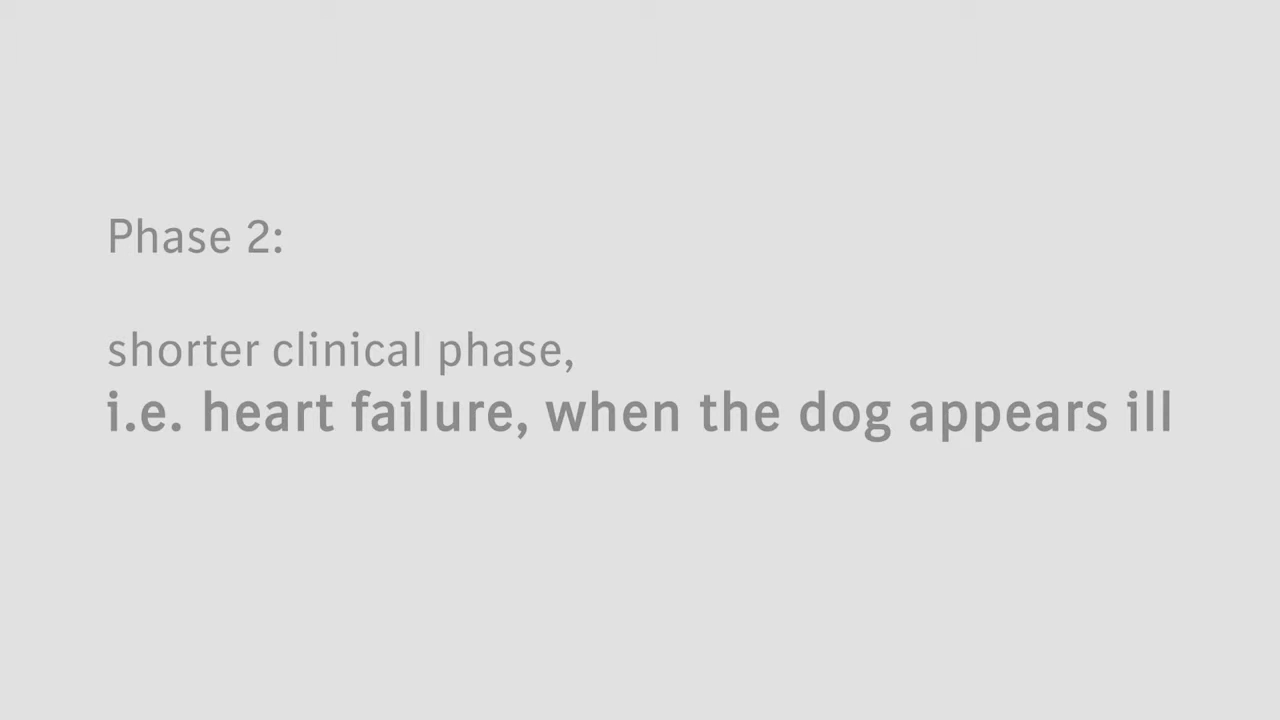 Phase 2:
shorter clinical phase,
i.e. heart failure, when the dog appears ill